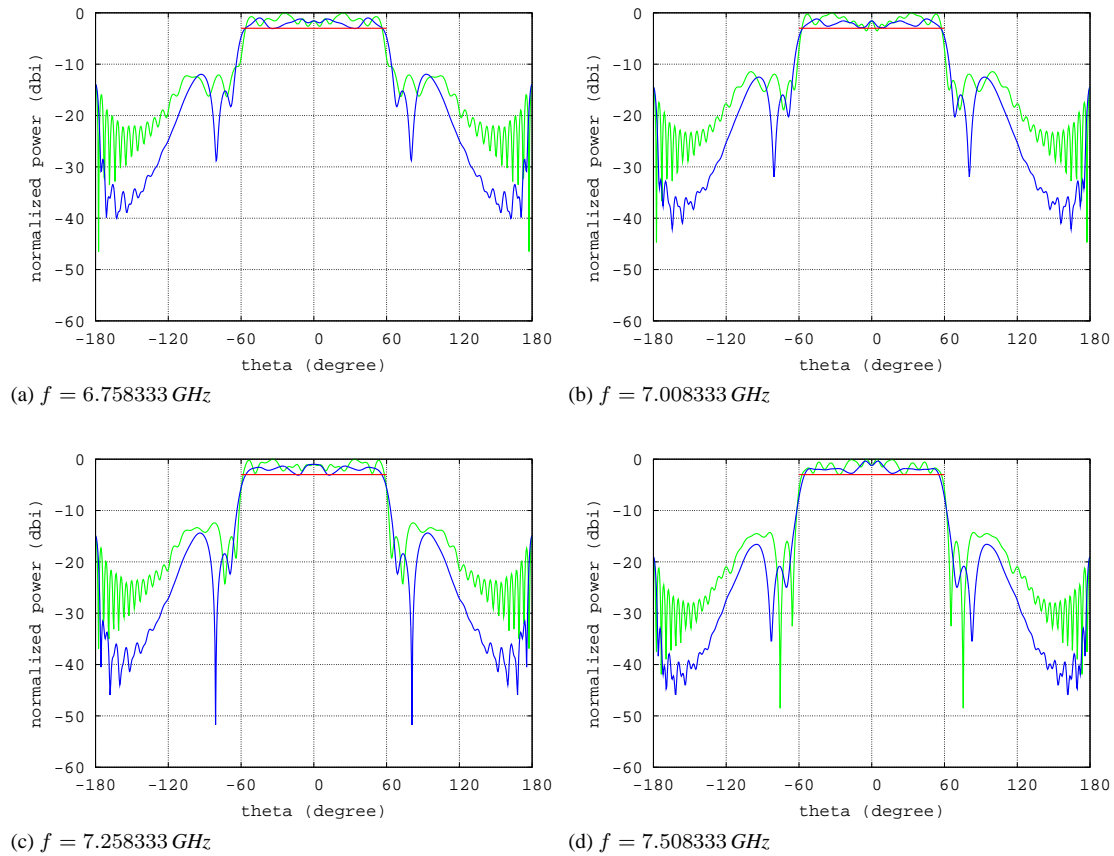 0
-10
-20
-30
-40
-50
-60
normalized power (dbi)
-180 -120 -60 0 60 120 180
theta (degree)
(a) f = 6.758333 GHz
0
-10
-20
-30
-40
-50
-60
normalized power (dbi)
-180 -120 -60 0 60 120 180
theta (degree)
(b) f = 7.008333 GHz
0
-10
-20
-30
-40
-50
-60
normalized power (dbi)
-180 -120 -60 0 60 120 180
theta (degree)
(c) f = 7.258333 GHz
0
-10
-20
-30
-40
-50
-60
normalized power (dbi)
-180 -120 -60 0 60 120 180
theta (degree)
(d) f = 7.508333 GHz